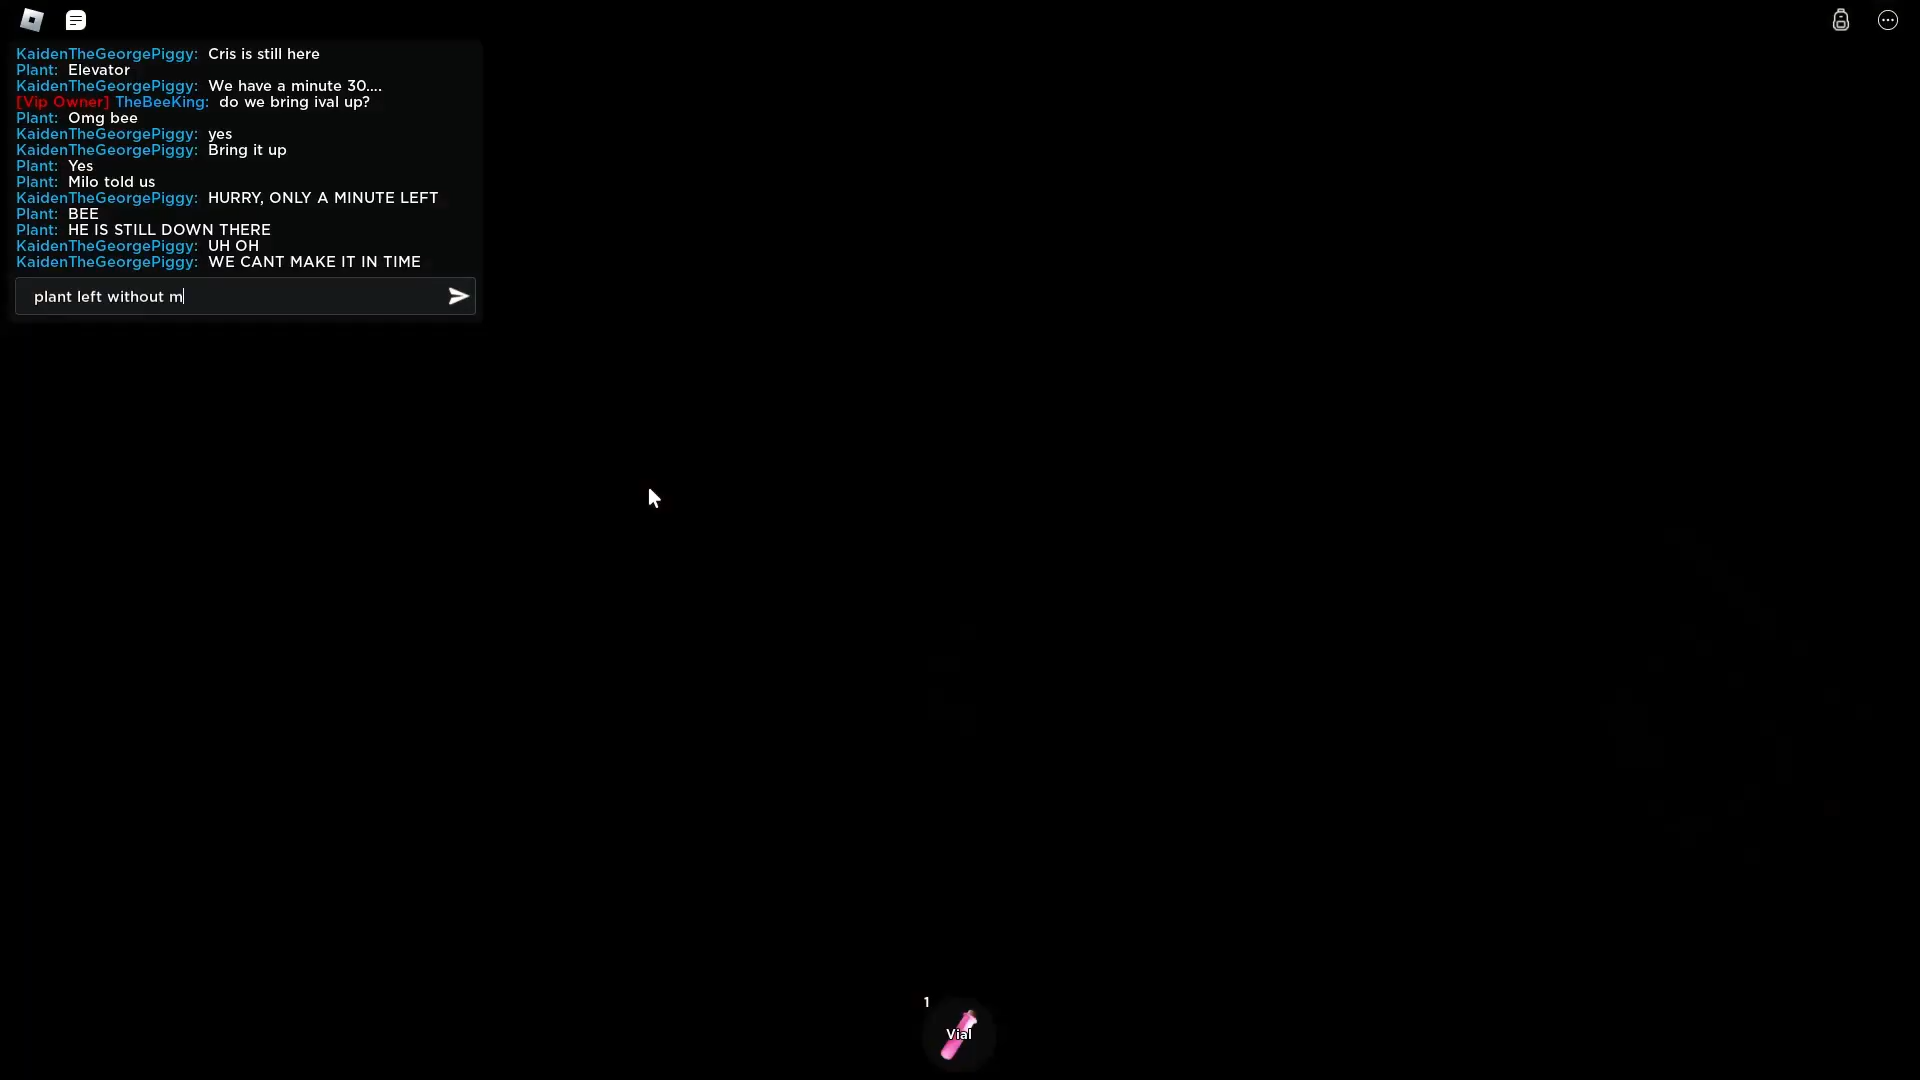 KaidenTheGeorgePiggy: Cris is still here
Plant: Elevator
KaidenTheGeorgePiggy: We have a minute 30....
[Vip Owner] TheBeeKing: do we bring ival up?
Plant: Omg bee
KaidenTheGeorgePiggy: yes
KaidenTheGeorgePiggy: Bring it up
Plant: Yes
Plant: Milo told us
KaidenTheGeorgePiggy: HURRY, ONLY A MINUTE LEFT
Plant: BEE
Plant: HE IS STILL DOWN THERE
KaidenTheGeorgePiggy: UH OH
KaidenTheGeorgePiggy: WE CANT MAKE IT IN TIME
plant left without m
1
Vial